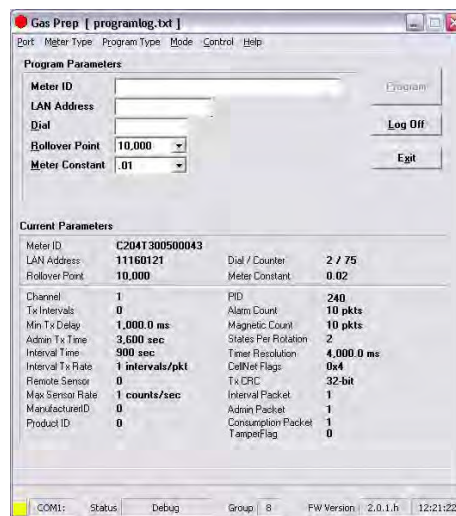 Gas Prep [ programlog.txt ]
Port Meter Type Program Type Mode Control Help
Program Parameters
Meter ID
Program
LAN Address
Dial
Log Off
Rollover Point 10,000
Meter Constant .01
Exit
Current Parameters
Meter ID C204T300500043
LAN Address 11160121 Dial / Counter 2 / 75
Rollover Point 10,000 Meter Constant 0.02
Channel 1 PID 240
Tx Intervals 0 Alarm Count 10 pkts
Min Tx Delay 1,000.0 ms Magnetic Count 10 pkts
Admin Tx Time 3,600 sec States Per Rotation 2
Interval Time 900 sec Timer Resolution 4,000.0 ms
Interval Tx Rate 1 intervals/pkt CellNet Flags 0x4
Remote Sensor 0 Tx CRC 32-bit
Max Sensor Rate 1 counts/sec Interval Packet 1
ManufacturerID 0 Admin Packet 1
Product ID 0 Consumption Packet 1
TamperFlag 0
COM1: Status Debug Group 8 FW Version 2.0.1.h 12:21:22